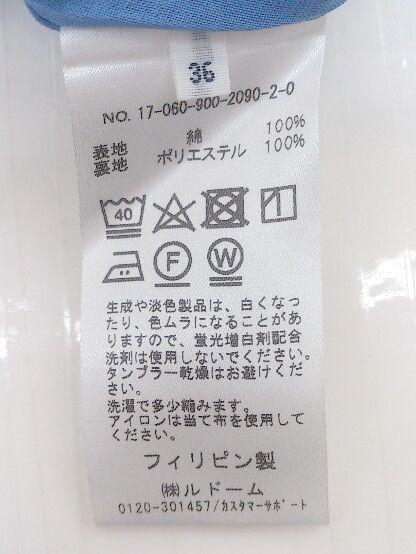 36
NO. 17-060-900-2090-2-0
表地 綿 100%
裏地 ポリエステル 100%
40
F W
生成や淡色製品は、白くなっ
たり、色ムラになることがあ
りますので、蛍光増白剤配合
洗剤は使用しないでください。
タンブラー乾燥はお避けくだ
さい。
洗濯で多少縮みます。
アイロンは当て布を使用して
ください。
フィリピン製
㈱ルドーム
0120-301457/カスタマーサポート